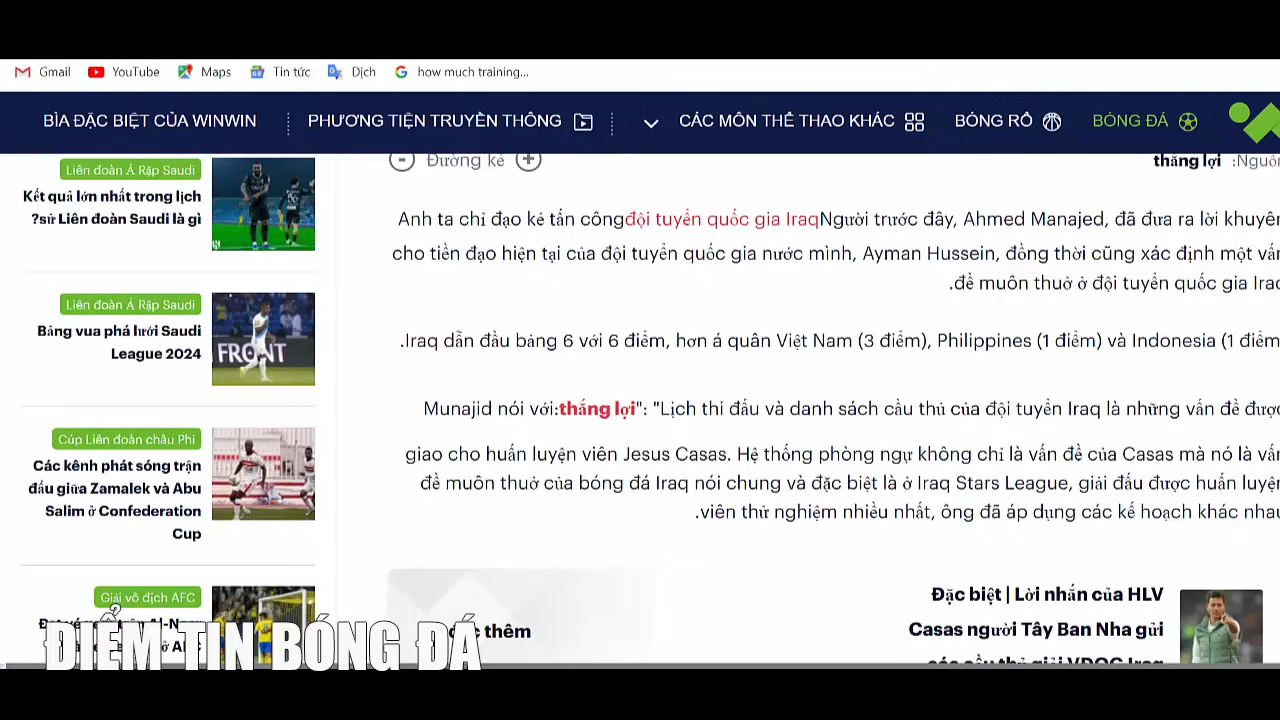 Gmail YouTube Maps Tin tức Dịch how much training...
BÌA ĐẶC BIỆT CỦA WINWIN PHƯƠNG TIỆN TRUYỀN THÔNG CÁC MÔN THỂ THAO KHÁC BÓNG RỔ BÓNG ĐÁ
Liên đoàn Ả Rập Saudi
Kết quả lớn nhất trong lịch
?sử Liên đoàn Saudi là gì
Liên đoàn Ả Rập Saudi
Bảng vua phá lưới Saudi
League 2024
FRONT
Cúp Liên đoàn châu Phi
Các kênh phát sóng trận
đấu giữa Zamalek và Abu
Salim ở Confederation
Cup
Giải vô địch AFC
Đường kẻ
thắng lợi :Nguồn
Anh ta chỉ đạo kẻ tấn côngđội tuyển quốc gia IraqNgười trước đây, Ahmed Manajed, đã đưa ra lời khuyên
cho tiền đạo hiện tại của đội tuyển quốc gia nước mình, Ayman Hussein, đồng thời cũng xác định một vấn
.đề muôn thuở ở đội tuyển quốc gia Iraq
.Iraq dẫn đầu bảng 6 với 6 điểm, hơn á quân Việt Nam (3 điểm), Philippines (1 điểm) và Indonesia (1 điểm
Munajid nói với:thắng lợi": "Lịch thi đấu và danh sách cầu thủ của đội tuyển Iraq là những vấn đề được
giao cho huấn luyện viên Jesus Casas. Hệ thống phòng ngự không chỉ là vấn đề của Casas mà nó là vấn
đề muôn thuở của bóng đá Iraq nói chung và đặc biệt là ở Iraq Stars League, giải đấu được huấn luyện
.viên thử nghiệm nhiều nhất, ông đã áp dụng các kế hoạch khác nhau
thêm
Đặc biệt | Lời nhắn của HLV
Casas người Tây Ban Nha gửi
các cầu thủ giải VĐQG Iraq
ĐIỂM TIN BÓNG ĐÁ